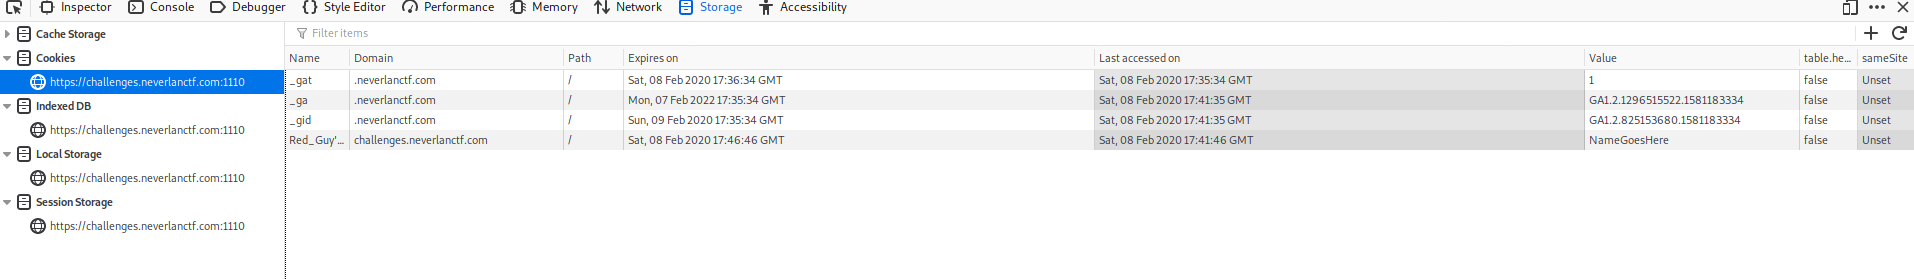 Inspector Console Debugger Style Editor Performance Memory Network Storage Accessibility
Filter items
Cache Storage
Cookies
https://challenges.neverlanctf.com:1110
Indexed DB
https://challenges.neverlanctf.com:1110
Local Storage
https://challenges.neverlanctf.com:1110
Session Storage
https://challenges.neverlanctf.com:1110
Name Domain Path Expires on Last accessed on Value table.he... sameSite
_gat .neverlanctf.com / Sat, 08 Feb 2020 17:36:34 GMT Sat, 08 Feb 2020 17:35:34 GMT 1 false Unset
_ga .neverlanctf.com / Mon, 07 Feb 2022 17:35:34 GMT Sat, 08 Feb 2020 17:41:35 GMT GA1.2.1296515522.1581183334 false Unset
_gid .neverlanctf.com / Sun, 09 Feb 2020 17:35:34 GMT Sat, 08 Feb 2020 17:41:35 GMT GA1.2.825153680.1581183334 false Unset
Red_Guy'... challenges.neverlanctf.com / Sat, 08 Feb 2020 17:46:46 GMT Sat, 08 Feb 2020 17:41:46 GMT NameGoesHere false Unset